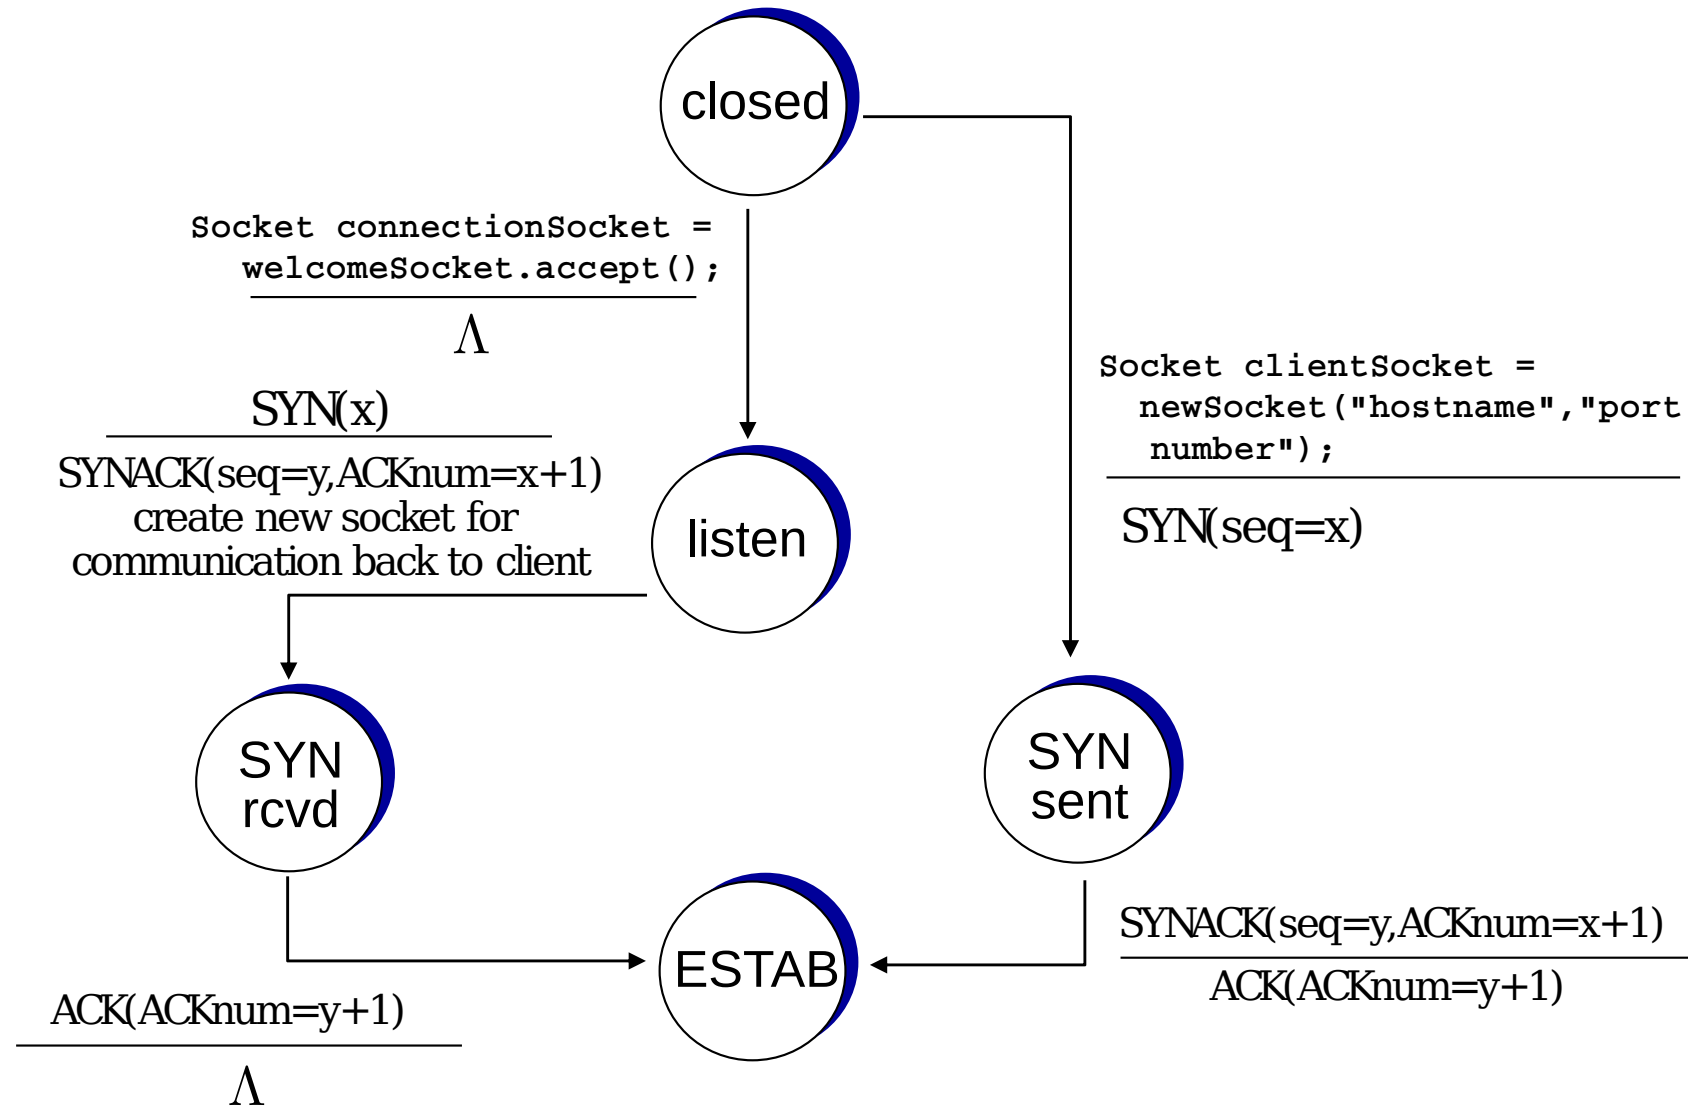 closed
Socket connectionSocket =
welcomeSocket.accept();
Λ
Socket clientSocket =
newSocket("hostname","port
number");
SYN(seq=x)
SYN(x)
SYNACK(seq=y,ACKnum=x+1)
create new socket for
communication back to client
listen
SYN
rcvd
SYN
sent
ESTAB
SYNACK(seq=y,ACKnum=x+1)
ACK(ACKnum=y+1)
ACK(ACKnum=y+1)
Λ